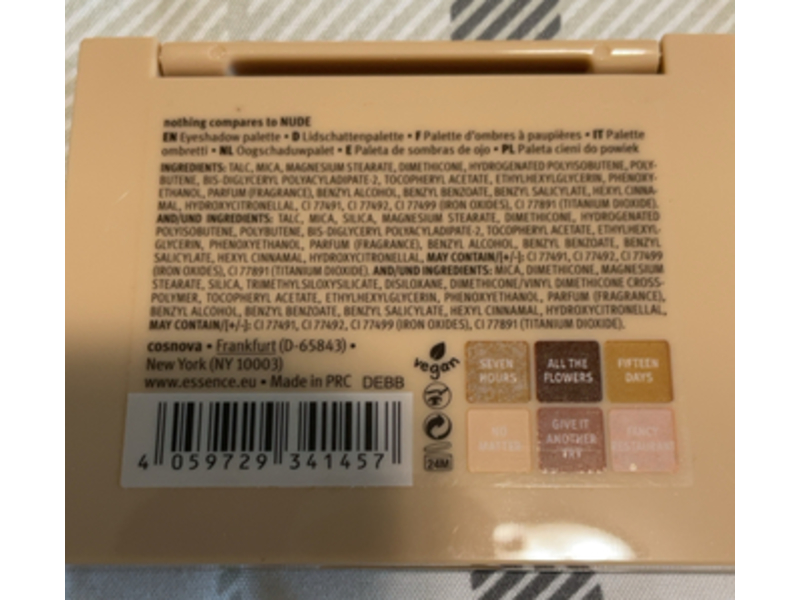 nothing compares to NUDE
EN Eyeshadow palette • D Lidschattenpalette • F Palette d'ombres à paupières • IT Palette
ombretti • NL Oogschaduwpalet • E Paleta de sombras de ojo • PL Paleta cieni do powiek
INGREDIENTS: TALC, MICA, MAGNESIUM STEARATE, DIMETHICONE, HYDROGENATED POLYISOBUTENE, POLY-
BUTENE, BIS-DIGLYCERYL POLYACYLADIPATE-2, TOCOPHERYL ACETATE, ETHYLHEXYLGLYCERIN, PHENOXY-
ETHANOL, PARFUM (FRAGRANCE), BENZYL ALCOHOL, BENZYL BENZOATE, BENZYL SALICYLATE, HEXYL CINNA-
MAL, HYDROXYCITRONELLAL, CI 77491, CI 77492, CI 77499 (IRON OXIDES), CI 77891 (TITANIUM DIOXIDE).
AND/UND INGREDIENTS: TALC, MICA, SILICA, MAGNESIUM STEARATE, DIMETHICONE, HYDROGENATED
POLYISOBUTENE, POLYBUTENE, BIS-DIGLYCERYL POLYACYLADIPATE-2, TOCOPHERYL ACETATE, ETHYLHEXYL-
GLYCERIN, PHENOXYETHANOL, PARFUM (FRAGRANCE), BENZYL ALCOHOL, BENZYL BENZOATE, BENZYL
SALICYLATE, HEXYL CINNAMAL, HYDROXYCITRONELLAL, MAY CONTAIN/[+/-]: CI 77491, CI 77492, CI 77499
(IRON OXIDES), CI 77891 (TITANIUM DIOXIDE). AND/UND INGREDIENTS: MICA, DIMETHICONE, MAGNESIUM
STEARATE, SILICA, TRIMETHYLSILOXYSILICATE, DISILOXANE, DIMETHICONE/VINYL DIMETHICONE CROSS-
POLYMER, TOCOPHERYL ACETATE, ETHYLHEXYLGLYCERIN, PHENOXYETHANOL, PARFUM (FRAGRANCE),
BENZYL ALCOHOL, BENZYL BENZOATE, BENZYL SALICYLATE, HEXYL CINNAMAL, HYDROXYCITRONELLAL,
MAY CONTAIN/[+/-]: CI 77491, CI 77492, CI 77499 (IRON OXIDES), CI 77891 (TITANIUM DIOXIDE).
cosnova • Frankfurt (D-65843) •
New York (NY 10003)
www.essence.eu • Made in PRC DEBB
4 059729 341457
vegan
24M
SEVEN
HOURS
ALL THE
FLOWERS
FIFTEEN
DAYS
NO
MATTER
GIVE IT
ANOTHER
TRY
FANCY
RESTAURANT